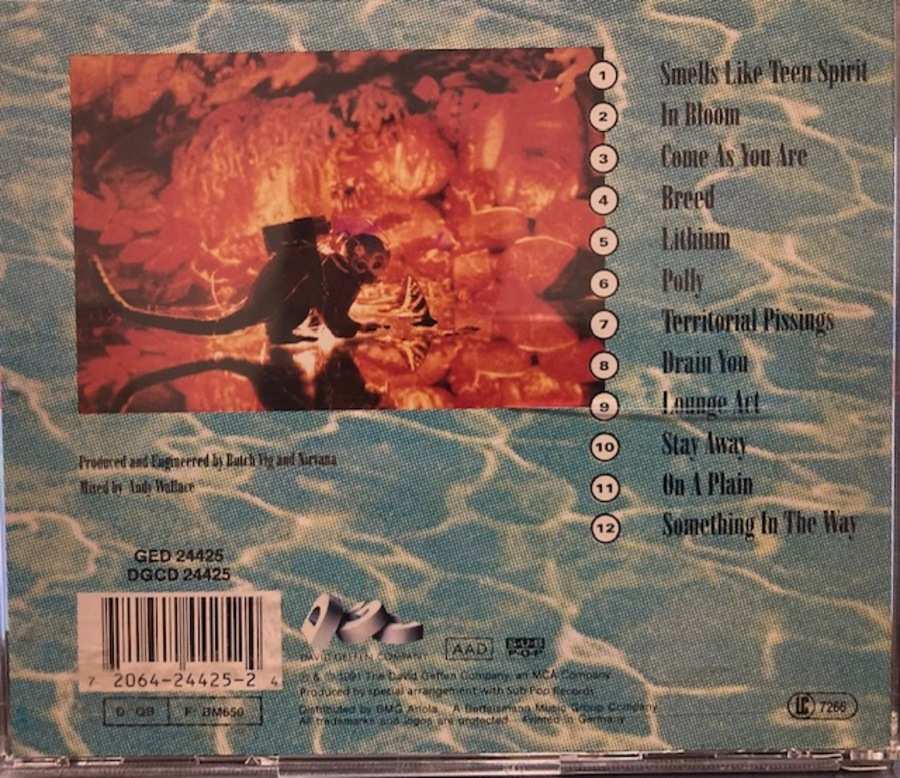 1 Smells Like Teen Spirit
2 In Bloom
3 Come As You Are
4 Breed
5 Lithium
6 Polly
7 Territorial Pissings
8 Drain You
9 Lounge Act
10 Stay Away
11 On A Plain
12 Something In The Way
Produced and Engineered by Butch Vig and Nirvana
Mixed by Andy Wallace
GED 24425
DGCD 24425
7 2064-24425-2 4
D: QB F: BM650
DAVID GEFFEN COMPANY
AAD
SUB POP
℗ & © 1991 The David Geffen Company, an MCA Company
Produced by special arrangement with Sub Pop Records
Distributed by BMG Ariola. A Bertelsmann Music Group Company
All trademarks and logos are protected. Printed in Germany
LC 7266